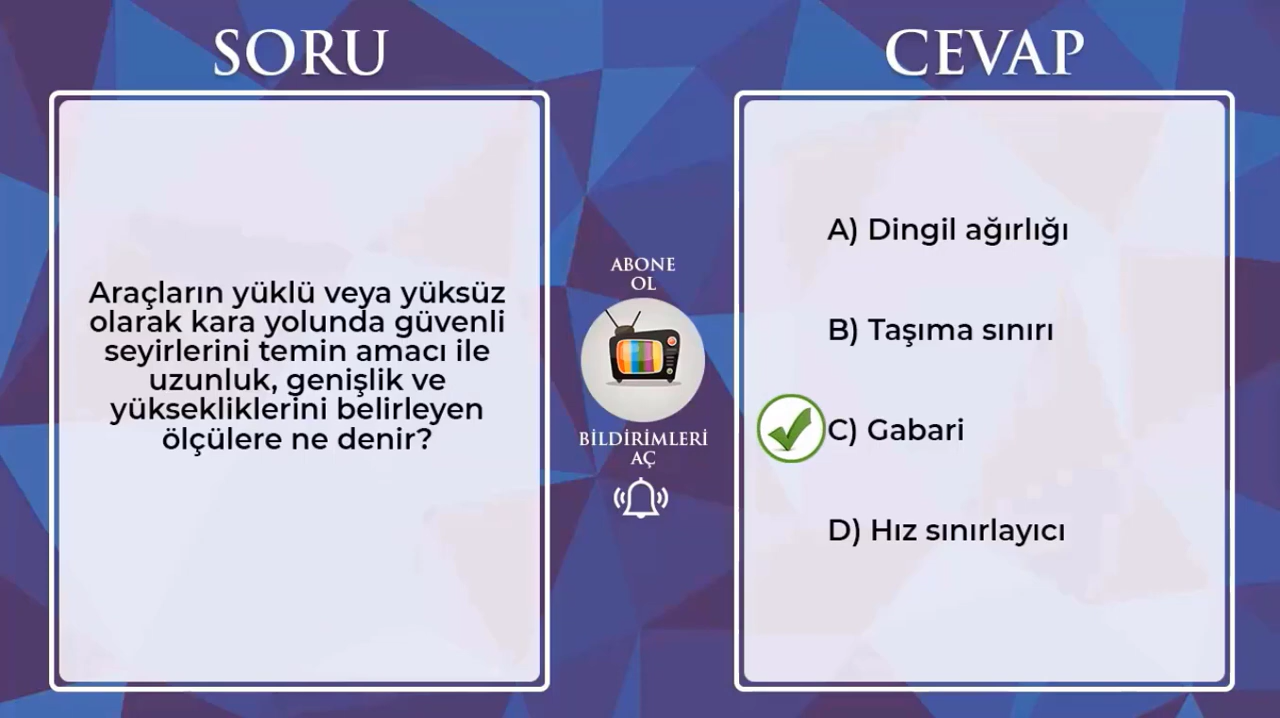 SORU
Araçların yüklü veya yüksüz
olarak kara yolunda güvenli
seyirlerini temin amacı ile
uzunluk, genişlik ve
yüksekliklerini belirleyen
ölçülere ne denir?
ABONE
OL
BİLDİRİMLERİ
AÇ
CEVAP
A) Dingil ağırlığı
B) Taşıma sınırı
C) Gabari
D) Hız sınırlayıcı